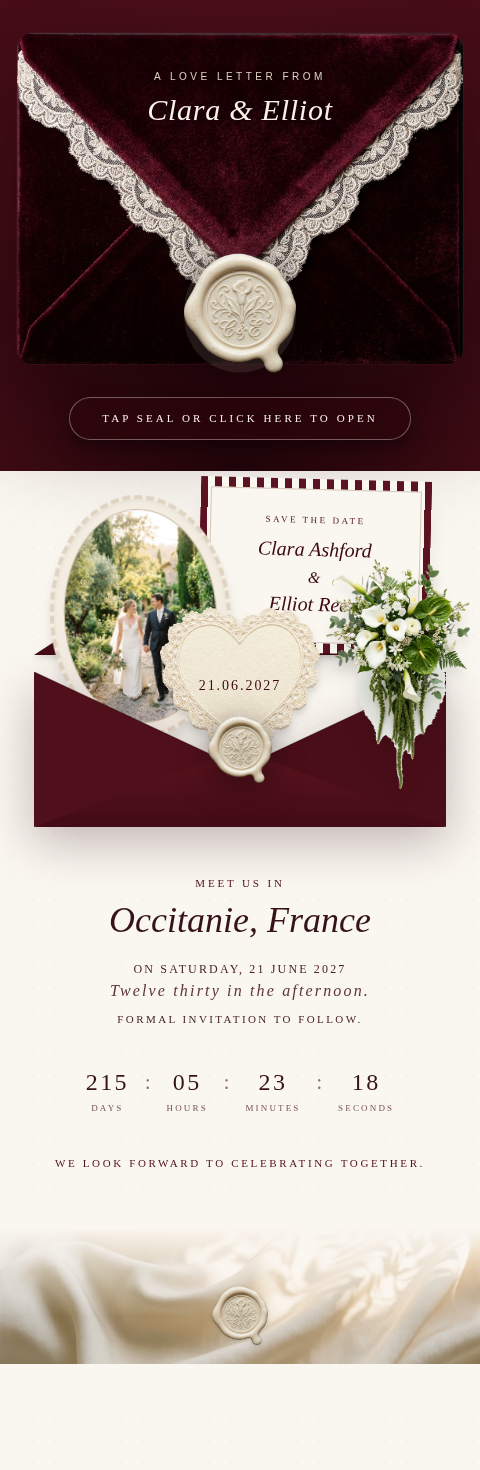 A LOVE LETTER FROM
Clara & Elliot
TAP SEAL OR CLICK HERE TO OPEN
SAVE THE DATE
Clara Ashford
&
Elliot
21.06.2027
MEET US IN
Occitanie, France
ON SATURDAY, 21 JUNE 2027
Twelve thirty in the afternoon.
FORMAL INVITATION TO FOLLOW.
215 : 05 : 23 : 18
DAYS HOURS MINUTES SECONDS
WE LOOK FORWARD TO CELEBRATING TOGETHER.